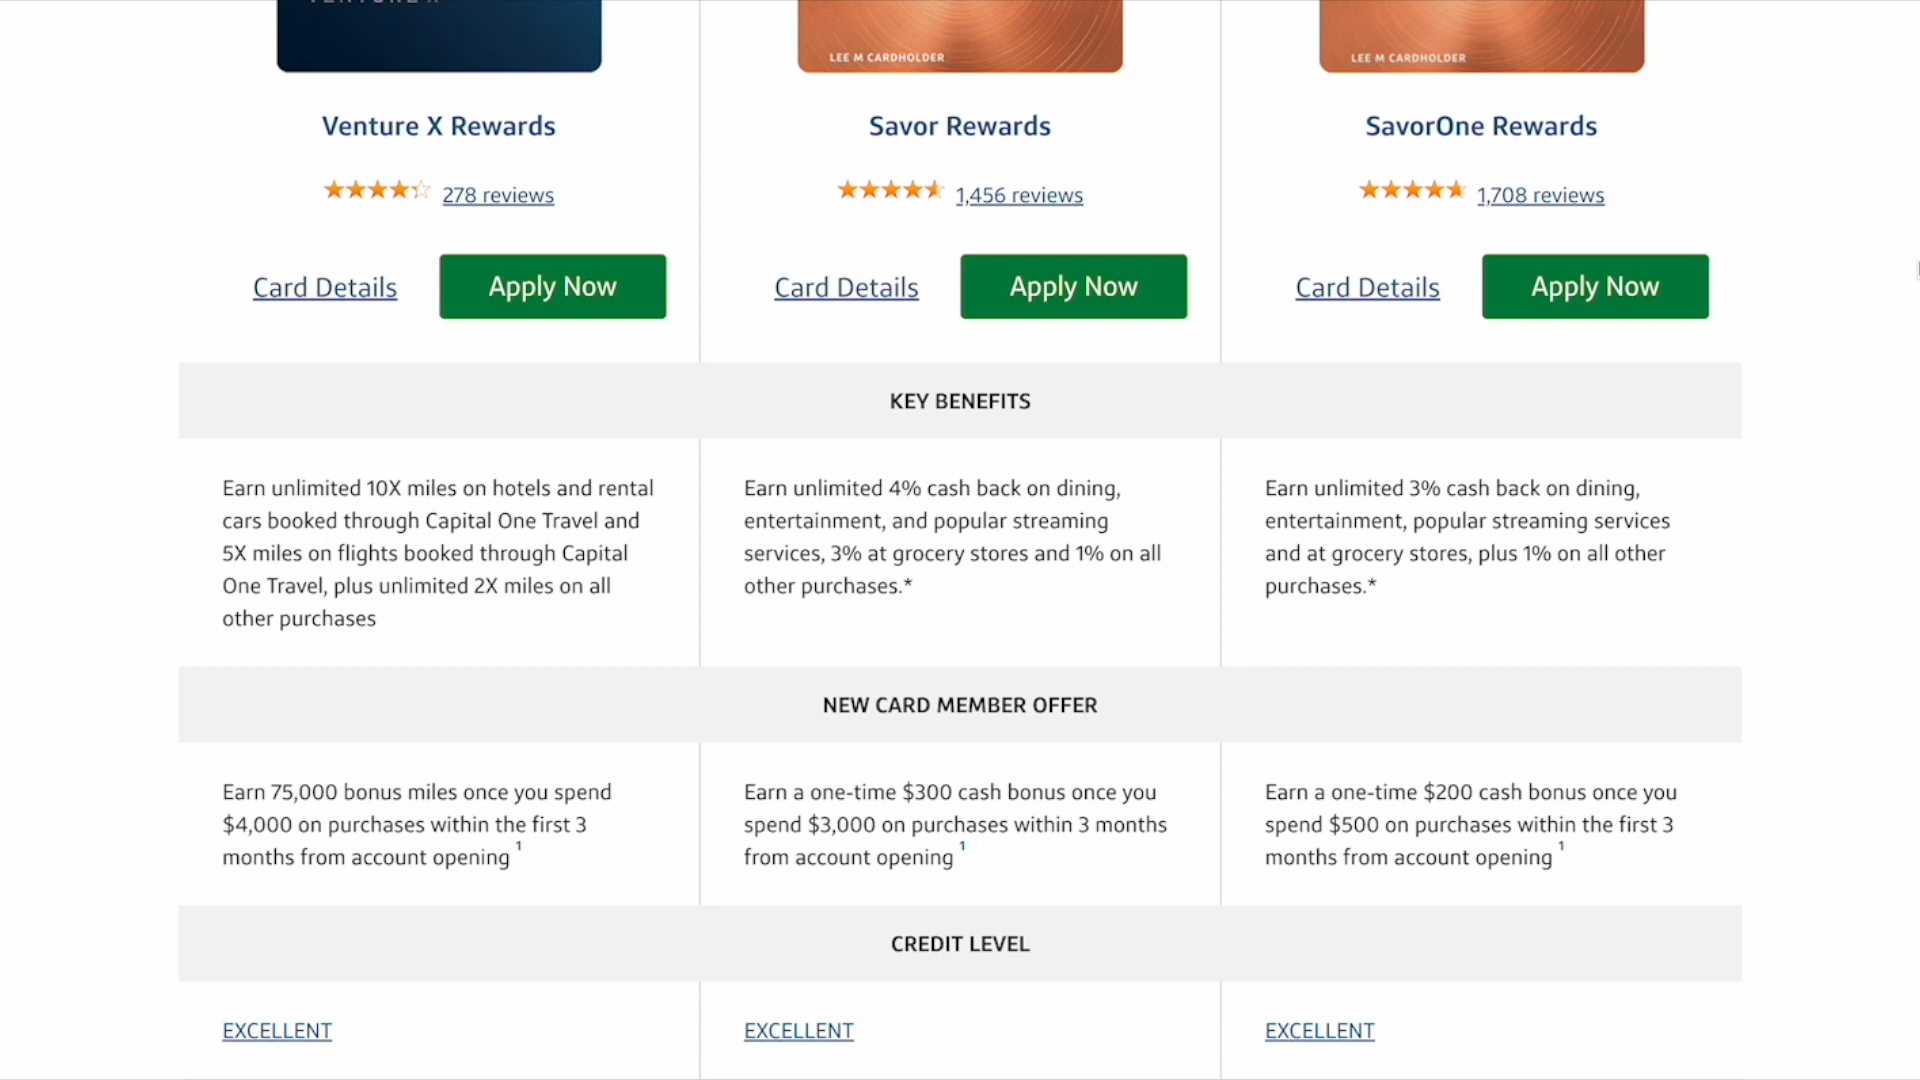 LEE M CARDHOLDER
LEE M CARDHOLDER
Venture X Rewards
Savor Rewards
SavorOne Rewards
278 reviews
1,456 reviews
1,708 reviews
Card Details
Apply Now
Card Details
Apply Now
Card Details
Apply Now
KEY BENEFITS
Earn unlimited 10X miles on hotels and rental
cars booked through Capital One Travel and
5X miles on flights booked through Capital
One Travel, plus unlimited 2X miles on all
other purchases
Earn unlimited 4% cash back on dining,
entertainment, and popular streaming
services, 3% at grocery stores and 1% on all
other purchases.*
Earn unlimited 3% cash back on dining,
entertainment, popular streaming services
and at grocery stores, plus 1% on all other
purchases.*
NEW CARD MEMBER OFFER
Earn 75,000 bonus miles once you spend
$4,000 on purchases within the first 3
months from account opening 1
Earn a one-time $300 cash bonus once you
spend $3,000 on purchases within 3 months
from account opening 1
Earn a one-time $200 cash bonus once you
spend $500 on purchases within the first 3
months from account opening 1
CREDIT LEVEL
EXCELLENT
EXCELLENT
EXCELLENT